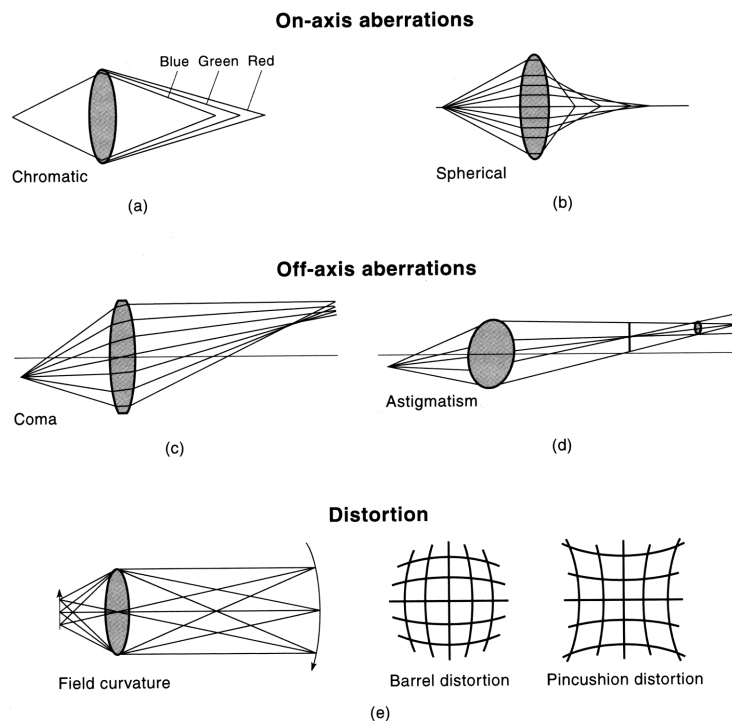 On-axis aberrations
Blue Green Red
Chromatic
(a)
Spherical
(b)
Off-axis aberrations
Coma
(c)
Astigmatism
(d)
Distortion
Field curvature
Barrel distortion
Pincushion distortion
(e)